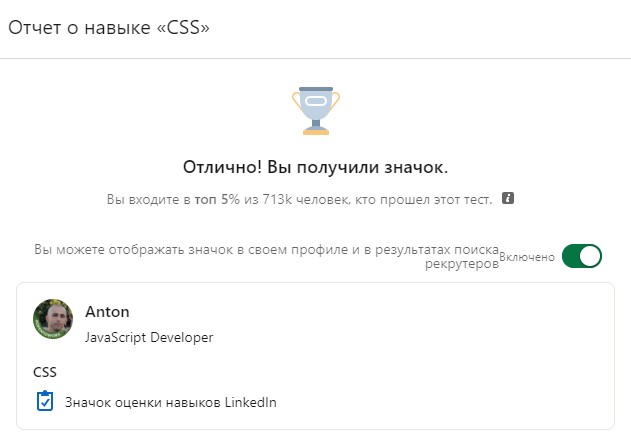 Отчет о навыке «CSS»
Отлично! Вы получили значок.
Вы входите в топ 5% из 713k человек, кто прошел этот тест.
Вы можете отображать значок в своем профиле и в результатах поиска
рекрутеров
Включено
Anton
JavaScript Developer
CSS
Значок оценки навыков LinkedIn